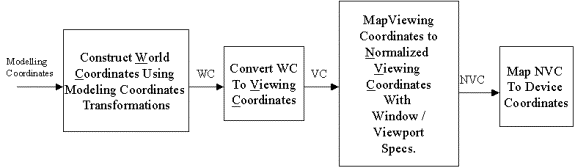 Modelling
Coordinates
Construct World
Coordinates Using
Modeling Coordinates
Transformations
WC
Convert WC
To Viewing
Coordinates
VC
MapViewing
Coordinates to
Normalized
Viewing
Coordinates
With
Window /
Viewport
Specs.
NVC
Map NVC
To Device
Coordinates